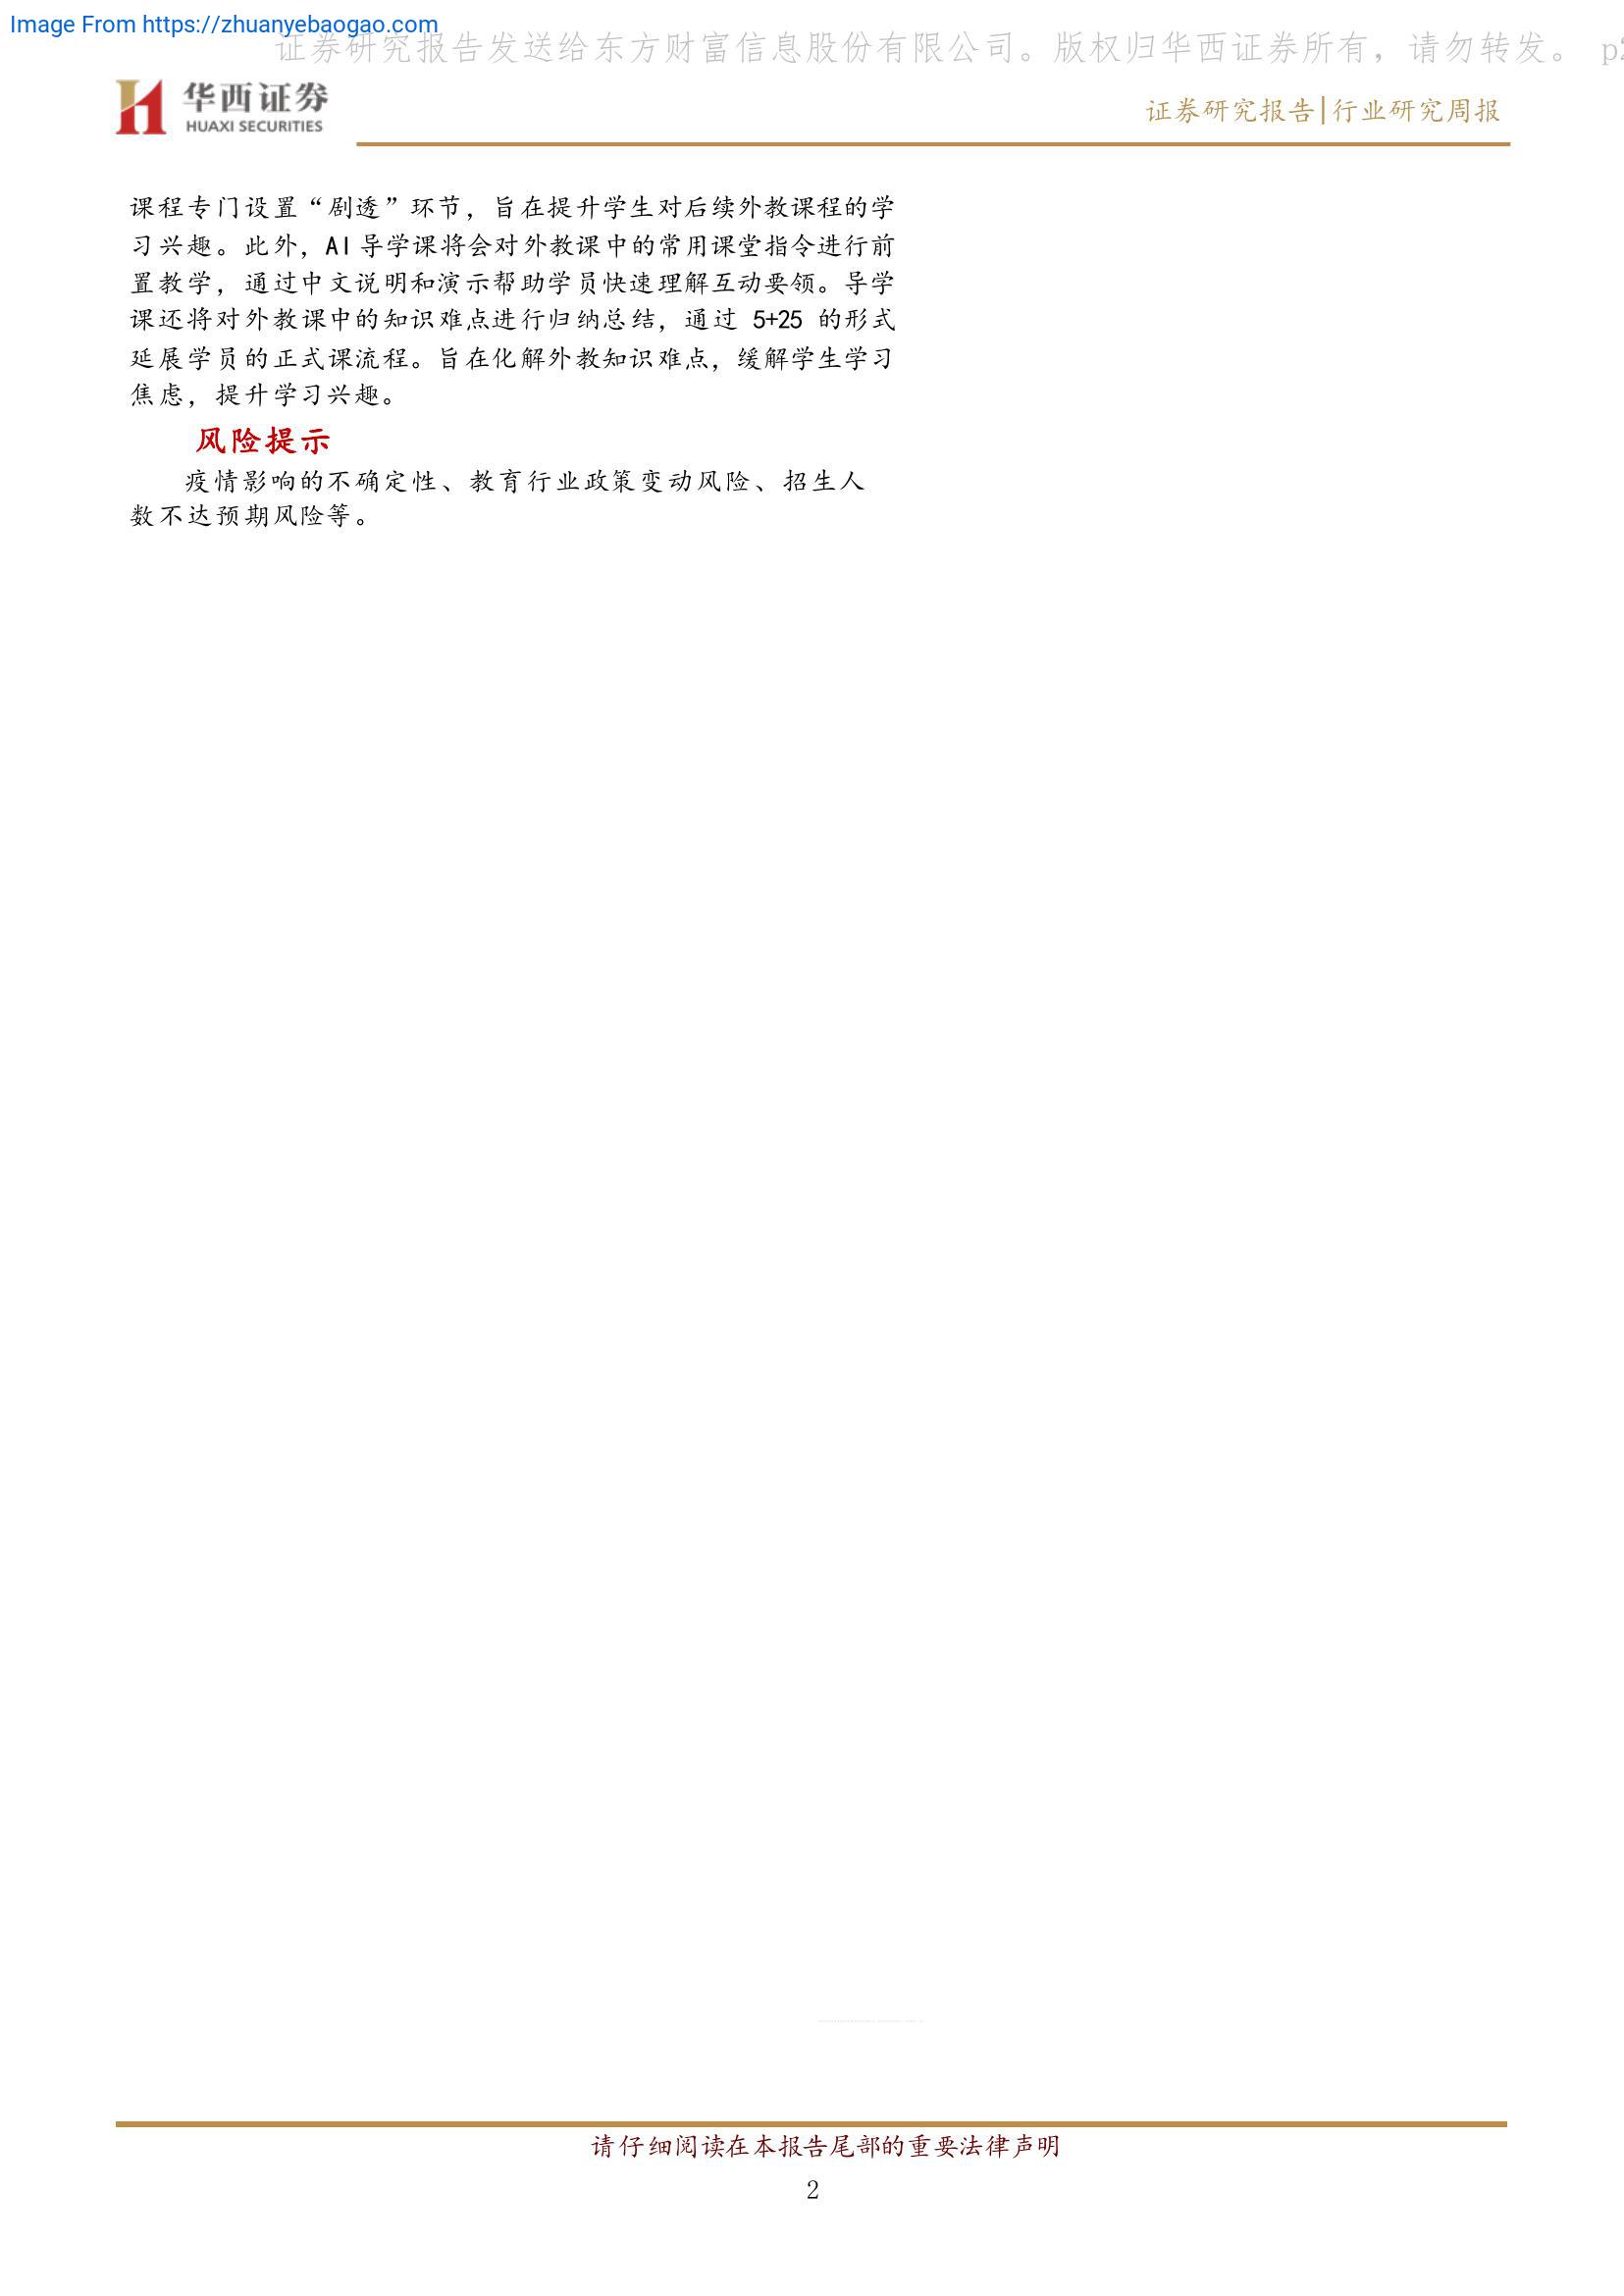 Image From https://zhuanyebaogao.com
证券研究报告发送给东方财富信息股份有限公司。版权归华西证券所有，请勿转发。 p2
华西证券
HUAXI SECURITIES
证券研究报告|行业研究周报
课程专门设置“剧透”环节，旨在提升学生对后续外教课程的学
习兴趣。此外，AI 导学课将会对外教课中的常用课堂指令进行前
置教学，通过中文说明和演示帮助学员快速理解互动要领。导学
课还将对外教课中的知识难点进行归纳总结，通过 5+25 的形式
延展学员的正式课流程。旨在化解外教知识难点，缓解学生学习
焦虑，提升学习兴趣。
风险提示
疫情影响的不确定性、教育行业政策变动风险、招生人
数不达预期风险等。
请仔细阅读在本报告尾部的重要法律声明
2